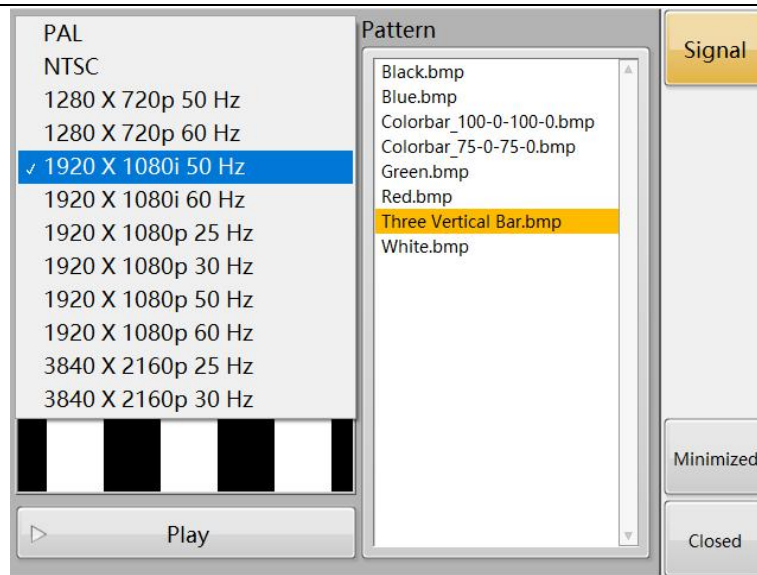 PAL
NTSC
1280 X 720p 50 Hz
1280 X 720p 60 Hz
✓ 1920 X 1080i 50 Hz
1920 X 1080i 60 Hz
1920 X 1080p 25 Hz
1920 X 1080p 30 Hz
1920 X 1080p 50 Hz
1920 X 1080p 60 Hz
3840 X 2160p 25 Hz
3840 X 2160p 30 Hz
Play
Pattern
Black.bmp
Blue.bmp
Colorbar_100-0-100-0.bmp
Colorbar_75-0-75-0.bmp
Green.bmp
Red.bmp
Three Vertical Bar.bmp
White.bmp
Signal
Minimized
Closed